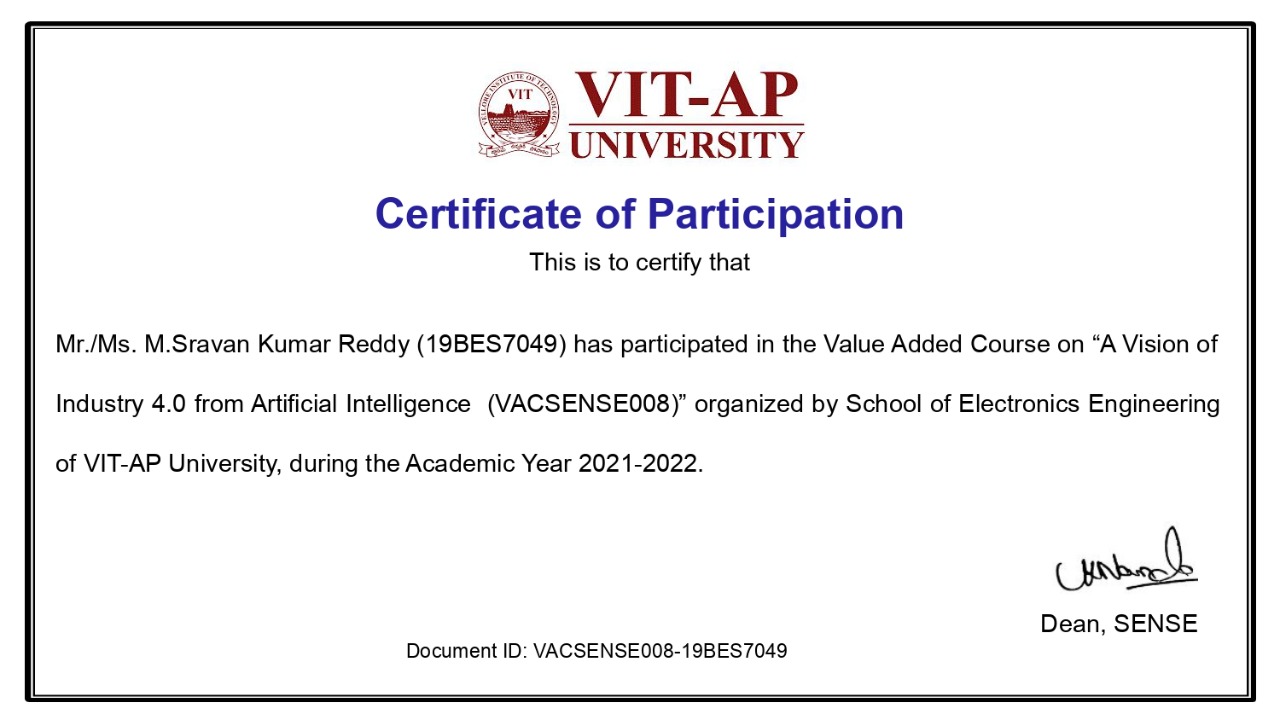 VELLORE INSTITUTE OF TECHNOLOGY
VIT
VIT-AP
UNIVERSITY
Certificate of Participation
This is to certify that
Mr./Ms. M.Sravan Kumar Reddy (19BES7049) has participated in the Value Added Course on “A Vision of
Industry 4.0 from Artificial Intelligence (VACSENSE008)” organized by School of Electronics Engineering
of VIT-AP University, during the Academic Year 2021-2022.
Dean, SENSE
Document ID: VACSENSE008-19BES7049